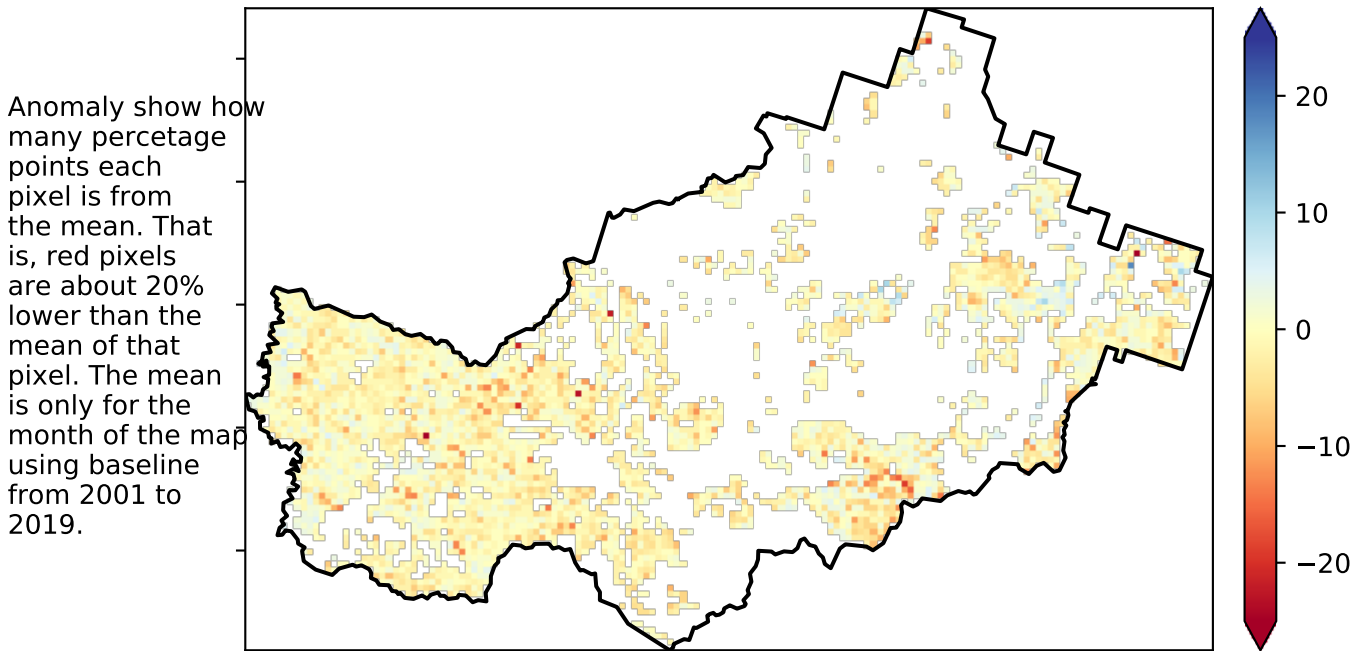 Anomaly show how
many percetage
points each
pixel is from
the mean. That
is, red pixels
are about 20%
lower than the
mean of that
pixel. The mean
is only for the
month of the map
using baseline
from 2001 to
2019.
20
10
0
−10
−20